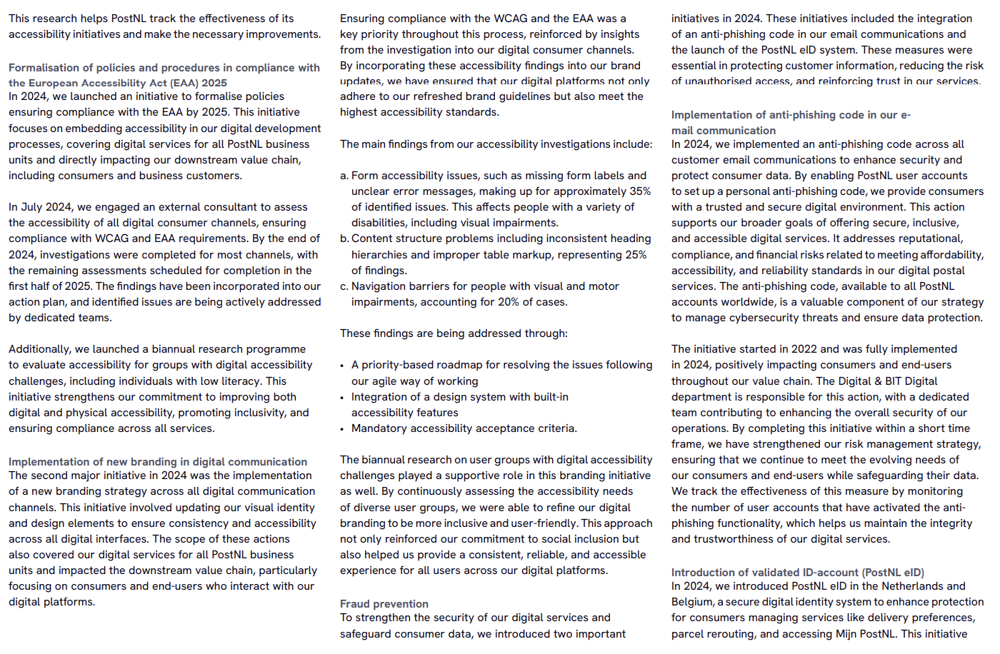 This research helps PostNL track the effectiveness of its
accessibility initiatives and make the necessary improvements.
Formalisation of policies and procedures in compliance with
the European Accessibility Act (EAA) 2025
In 2024, we launched an initiative to formalise policies
ensuring compliance with the EAA by 2025. This initiative
focuses on embedding accessibility in our digital development
processes, covering digital services for all PostNL business
units and directly impacting our downstream value chain,
including consumers and business customers.
In July 2024, we engaged an external consultant to assess
the accessibility of all digital consumer channels, ensuring
compliance with WCAG and EAA requirements. By the end of
2024, investigations were completed for most channels, with
the remaining assessments scheduled for completion in the
first half of 2025. The findings have been incorporated into our
action plan, and identified issues are being actively addressed
by dedicated teams.
Additionally, we launched a biannual research programme
to evaluate accessibility for groups with digital accessibility
challenges, including individuals with low literacy. This
initiative strengthens our commitment to improving both
digital and physical accessibility, promoting inclusivity, and
ensuring compliance across all services.
Implementation of new branding in digital communication
The second major initiative in 2024 was the implementation
of a new branding strategy across all digital communication
channels. This initiative involved updating our visual identity
and design elements to ensure consistency and accessibility
across all digital interfaces. The scope of these actions
also covered our digital services for all PostNL business
units and impacted the downstream value chain, particularly
focusing on consumers and end-users who interact with our
digital platforms.
Ensuring compliance with the WCAG and the EAA was a
key priority throughout this process, reinforced by insights
from the investigation into our digital consumer channels.
By incorporating these accessibility findings into our brand
updates, we have ensured that our digital platforms not only
adhere to our refreshed brand guidelines but also meet the
highest accessibility standards.
The main findings from our accessibility investigations include:
a. Form accessibility issues, such as missing form labels and
unclear error messages, making up for approximately 35%
of identified issues. This affects people with a variety of
disabilities, including visual impairments.
b. Content structure problems including inconsistent heading
hierarchies and improper table markup, representing 25%
of findings.
c. Navigation barriers for people with visual and motor
impairments, accounting for 20% of cases.
These findings are being addressed through:
• A priority-based roadmap for resolving the issues following
our agile way of working
• Integration of a design system with built-in
accessibility features
• Mandatory accessibility acceptance criteria.
The biannual research on user groups with digital accessibility
challenges played a supportive role in this branding initiative
as well. By continuously assessing the accessibility needs
of diverse user groups, we were able to refine our digital
branding to be more inclusive and user-friendly. This approach
not only reinforced our commitment to social inclusion but
also helped us provide a consistent, reliable, and accessible
experience for all users across our digital platforms.
Fraud prevention
To strengthen the security of our digital services and
safeguard consumer data, we introduced two important
initiatives in 2024. These initiatives included the integration
of an anti-phishing code in our email communications and
the launch of the PostNL eID system. These measures were
essential in protecting customer information, reducing the risk
of unauthorised access, and reinforcing trust in our services.
Implementation of anti-phishing code in our e-
mail communication
In 2024, we implemented an anti-phishing code across all
customer email communications to enhance security and
protect consumer data. By enabling PostNL user accounts
to set up a personal anti-phishing code, we provide consumers
with a trusted and secure digital environment. This action
supports our broader goals of offering secure, inclusive,
and accessible digital services. It addresses reputational,
compliance, and financial risks related to meeting affordability,
accessibility, and reliability standards in our digital postal
services. The anti-phishing code, available to all PostNL
accounts worldwide, is a valuable component of our strategy
to manage cybersecurity threats and ensure data protection.
The initiative started in 2022 and was fully implemented
in 2024, positively impacting consumers and end-users
throughout our value chain. The Digital & BIT Digital
department is responsible for this action, with a dedicated
team contributing to enhancing the overall security of our
operations. By completing this initiative within a short time
frame, we have strengthened our risk management strategy,
ensuring that we continue to meet the evolving needs of
our consumers and end-users while safeguarding their data.
We track the effectiveness of this measure by monitoring
the number of user accounts that have activated the anti-
phishing functionality, which helps us maintain the integrity
and trustworthiness of our digital services.
Introduction of validated ID-account (PostNL eID)
In 2024, we introduced PostNL eID in the Netherlands and
Belgium, a secure digital identity system to enhance protection
for consumers managing services like delivery preferences,
parcel rerouting, and accessing Mijn PostNL. This initiative